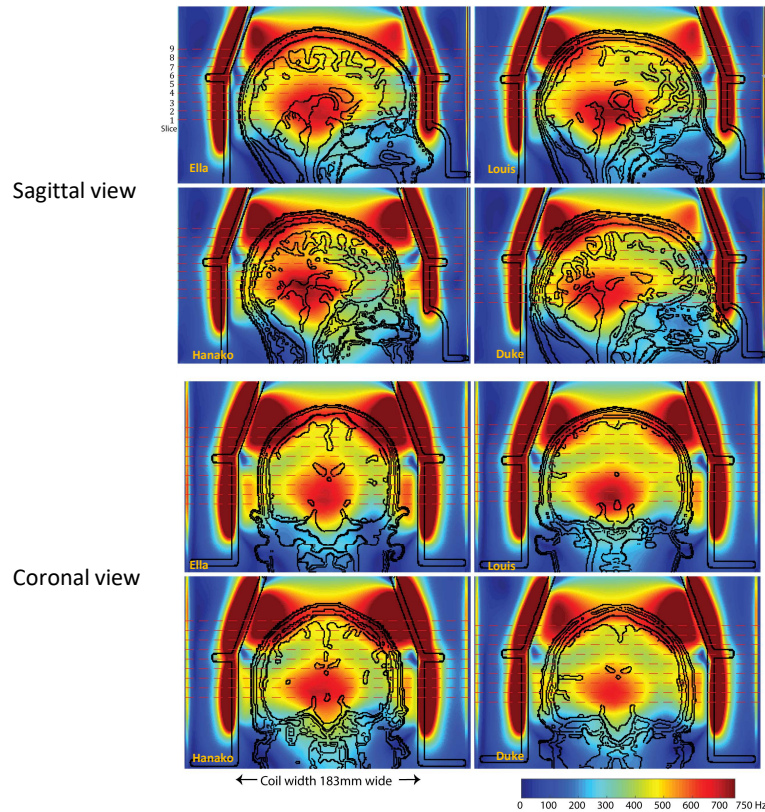 Sagittal view
9
8
7
6
5
4
3
2
1
Slice
Ella
Louis
Hanako
Duke
Coronal view
Ella
Louis
Hanako
Duke
Coil width 183mm wide
0 100 200 300 400 500 600 700 750 Hz